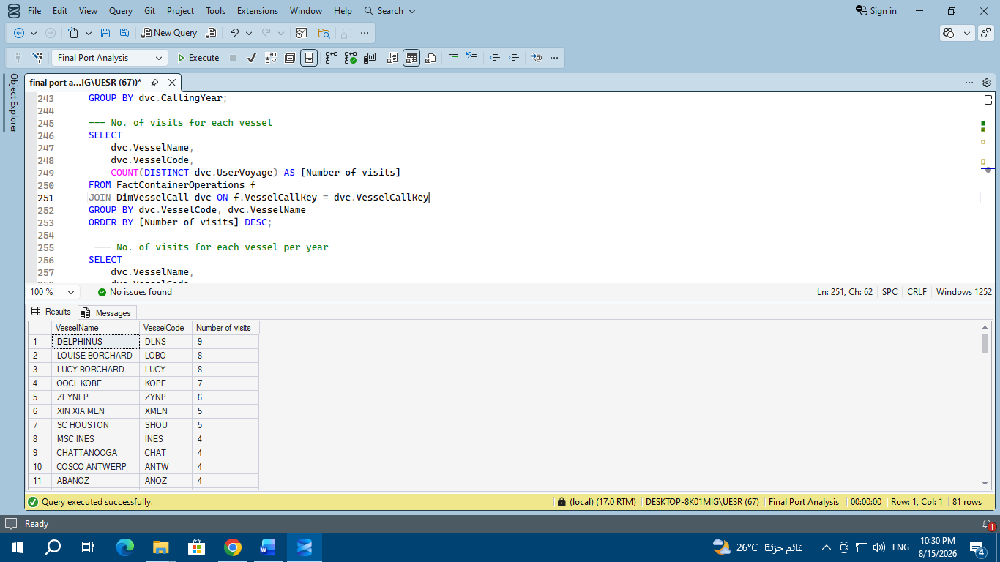 File Edit View Query Git Project Tools Extensions Window Help Search Sign in
New Query
Final Port Analysis Execute
Object Explorer
final port a...IG\UESR (67))*
243 GROUP BY dvc.CallingYear;
244
245 --- No. of visits for each vessel
246 SELECT
247 dvc.VesselName,
248 dvc.VesselCode,
249 COUNT(DISTINCT dvc.UserVoyage) AS [Number of visits]
250 FROM FactContainerOperations f
251 JOIN DimVesselCall dvc ON f.VesselCallKey = dvc.VesselCallKey
252 GROUP BY dvc.VesselCode, dvc.VesselName
253 ORDER BY [Number of visits] DESC;
254
255 --- No. of visits for each vessel per year
256 SELECT
257 dvc.VesselName,
100 % No issues found Ln: 251, Ch: 62 SPC CRLF Windows 1252
Results Messages
VesselName VesselCode Number of visits
1 DELPHINUS DLNS 9
2 LOUISE BORCHARD LOBO 8
3 LUCY BORCHARD LUCY 8
4 OOCL KOBE KOPE 7
5 ZEYNEP ZYNP 6
6 XIN XIA MEN XMEN 5
7 SC HOUSTON SHOU 5
8 MSC INES INES 4
9 CHATTANOOGA CHAT 4
10 COSCO ANTWERP ANTW 4
11 ABANOZ ANOZ 4
Query executed successfully. (local) (17.0 RTM) DESKTOP-8K01MIG\UESR (67) Final Port Analysis 00:00:00 Row: 1, Col: 1 81 rows
Ready 1
26°C غائم جزئيًا ENG 10:30 PM
8/15/2026 4